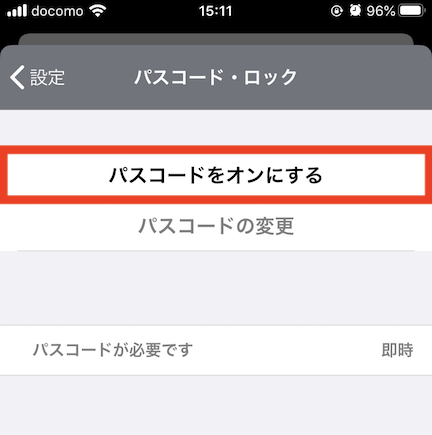 docomo 15:11 96%
設定 パスコード・ロック
パスコードをオンにする
パスコードの変更
パスコードが必要です 即時